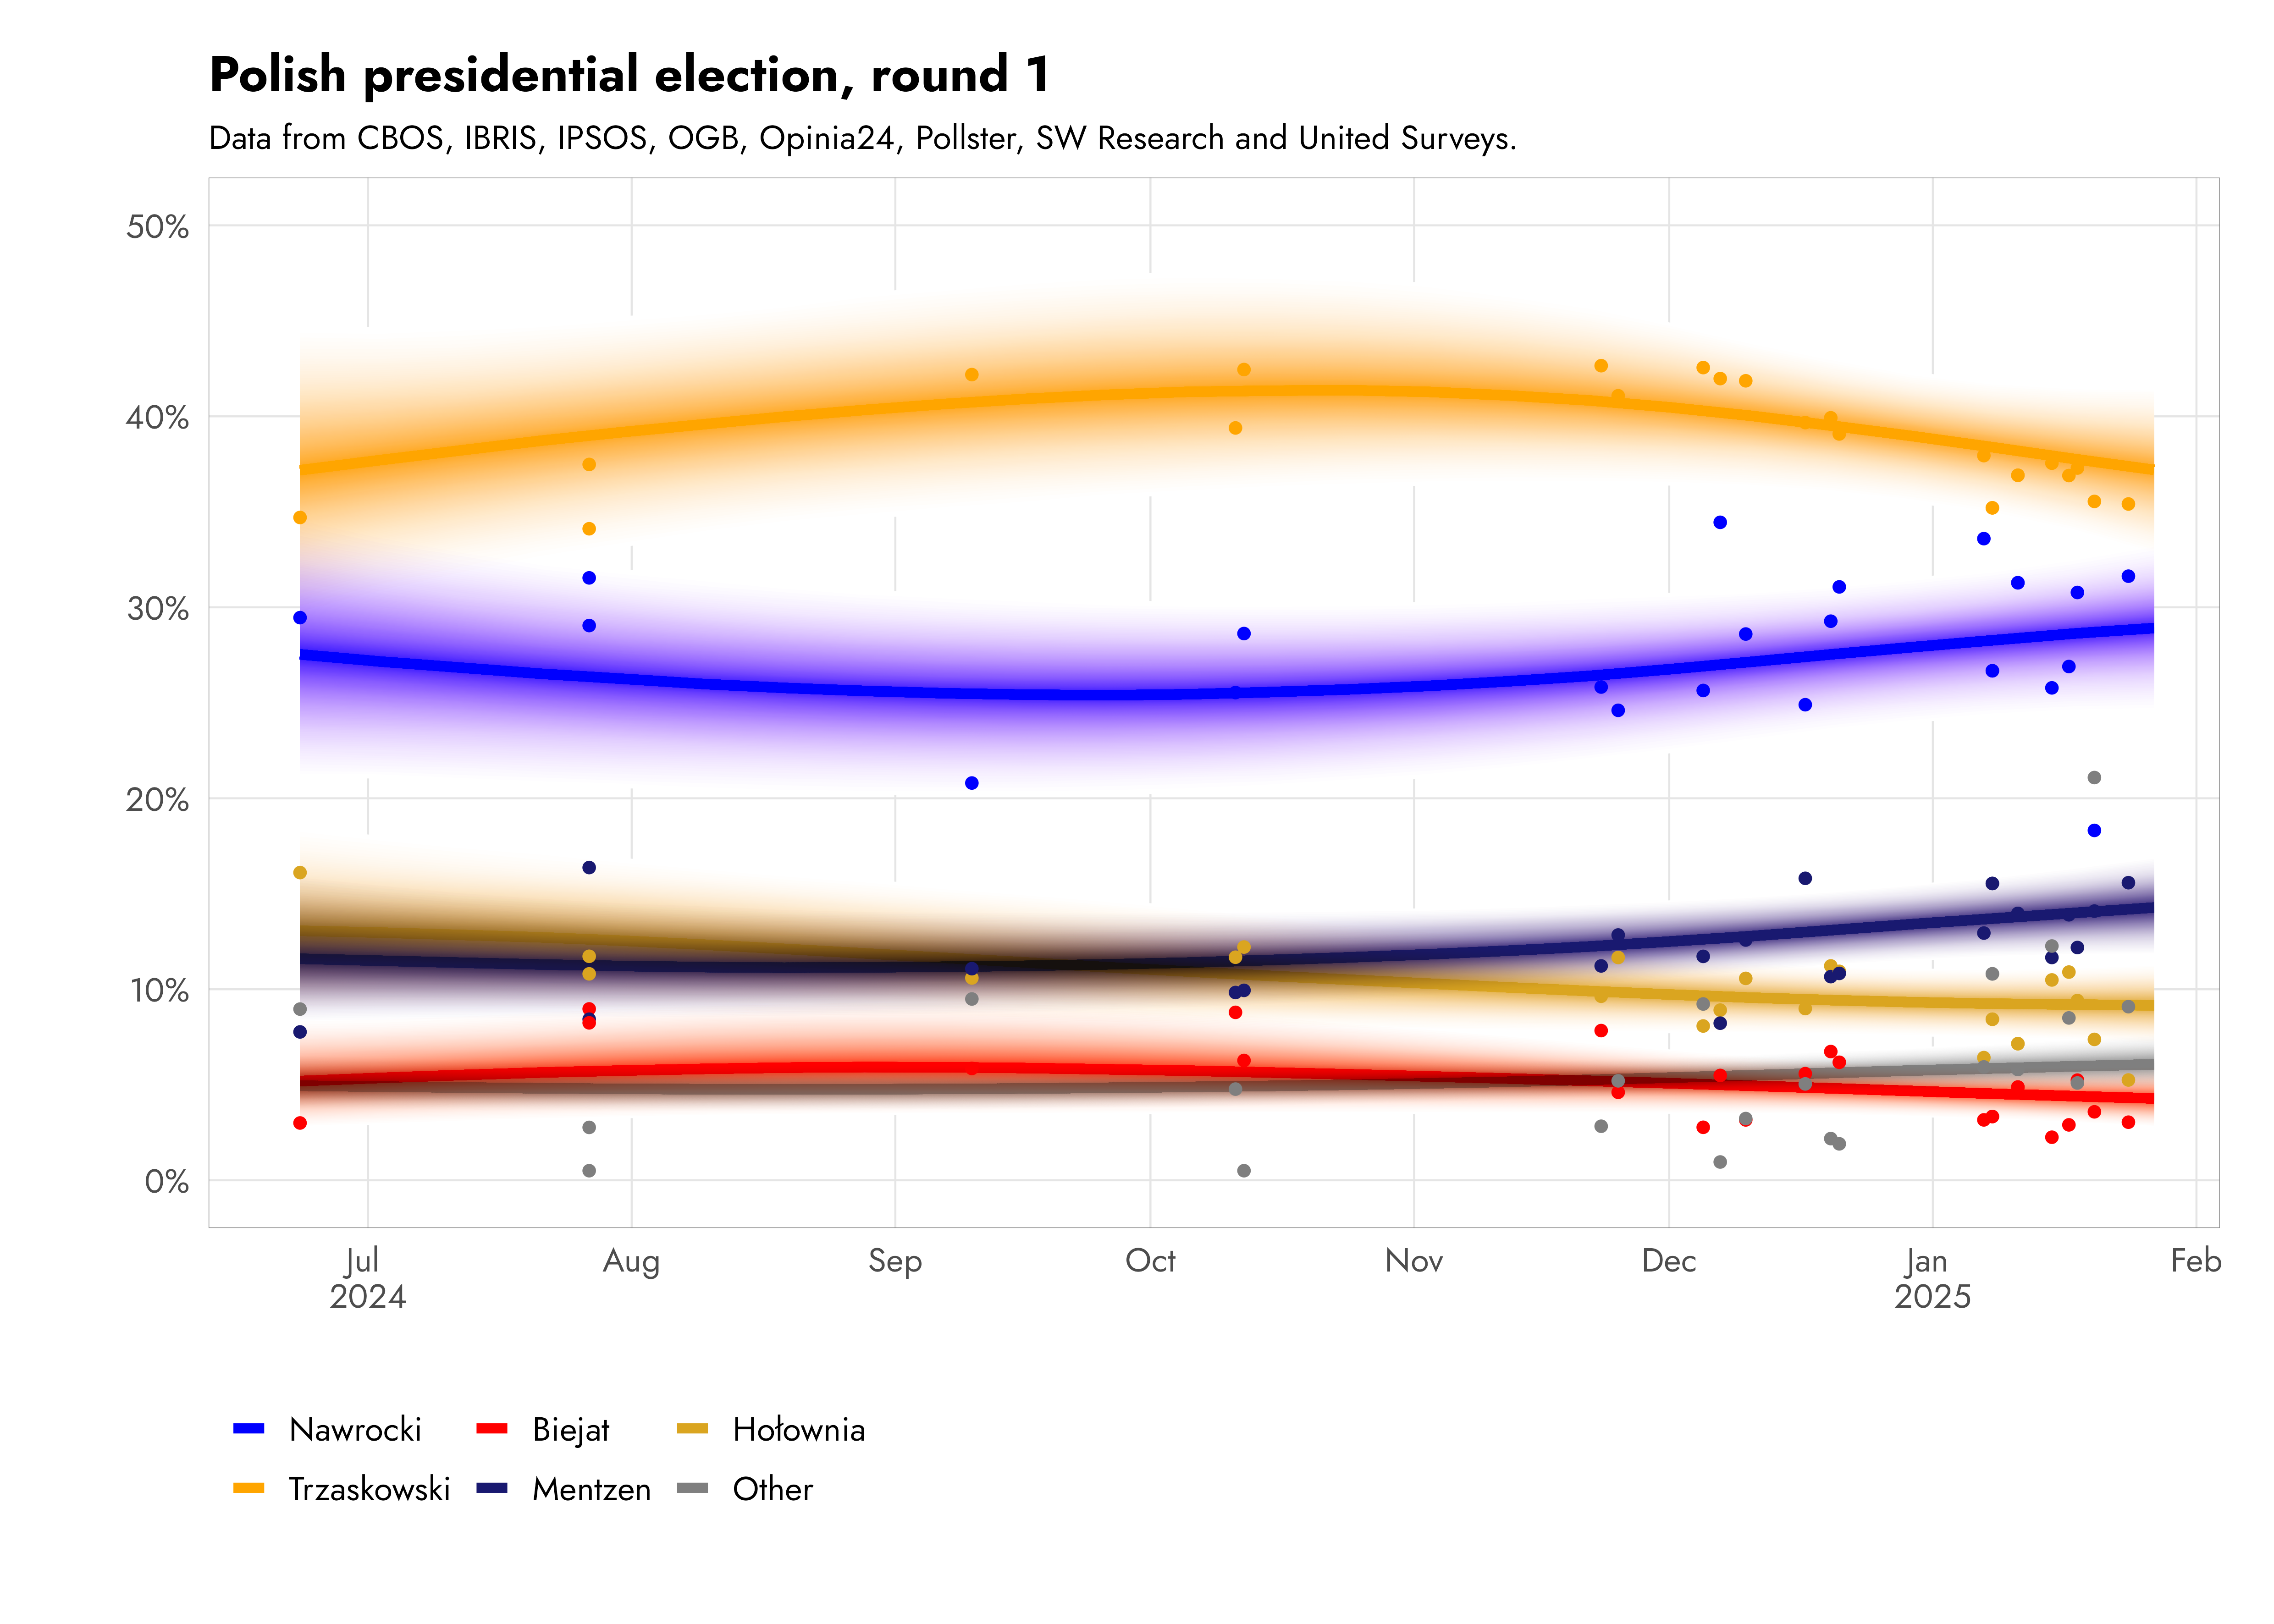 Polish presidential election, round 1
Data from CBOS, IBRIS, IPSOS, OGB, Opinia24, Pollster, SW Research and United Surveys.
50%
40%
30%
20%
10%
0%
Jul Aug Sep Oct Nov Dec Jan Feb
2024 2025
Nawrocki Biejat Hołownia
Trzaskowski Mentzen Other